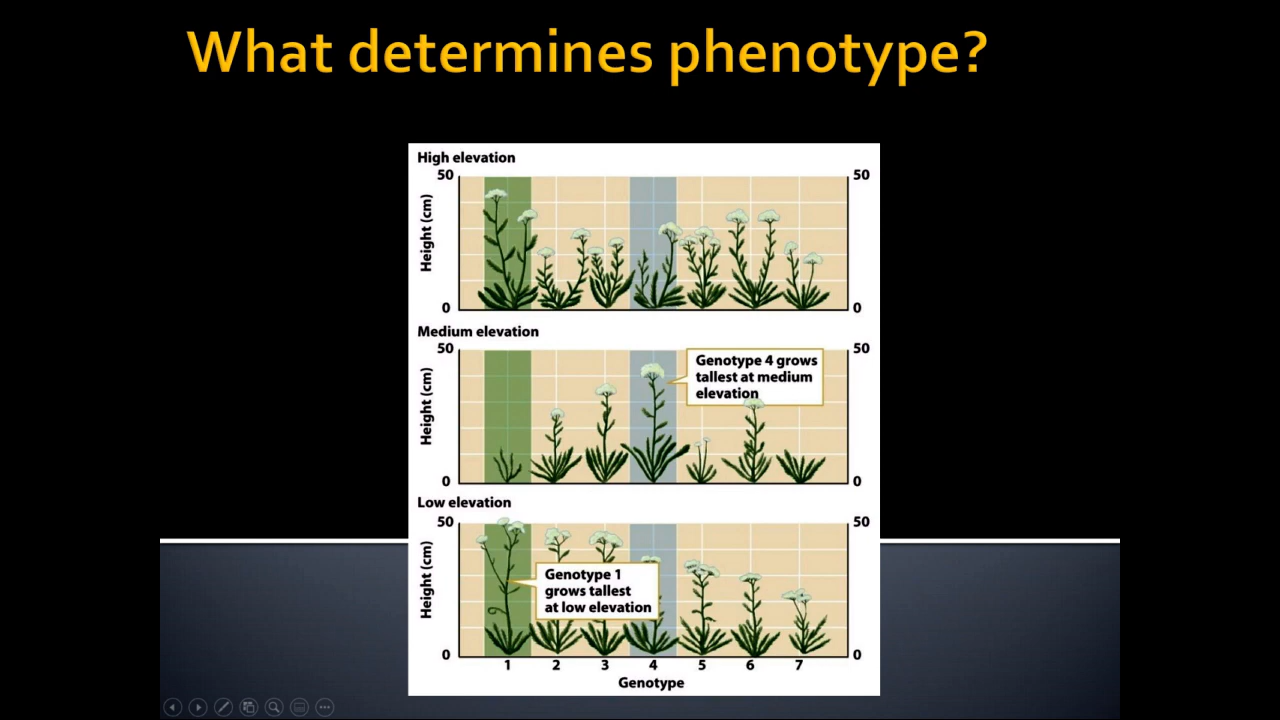 What determines phenotype?
High elevation
50 50
Height (cm)
0 0
Medium elevation
50 50
Genotype 4 grows
tallest at medium
elevation
Height (cm)
0 0
Low elevation
50 50
Genotype 1
grows tallest
at low elevation
Height (cm)
0 0
1 2 3 4 5 6 7
Genotype